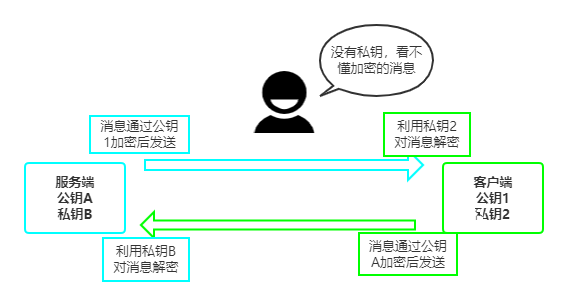 没有私钥，看不
懂加密的消息
消息通过公钥
1加密后发送
利用私钥2
对消息解密
服务端
公钥A
私钥B
客户端
公钥1
私钥2
利用私钥B
对消息解密
消息通过公钥
A加密后发送